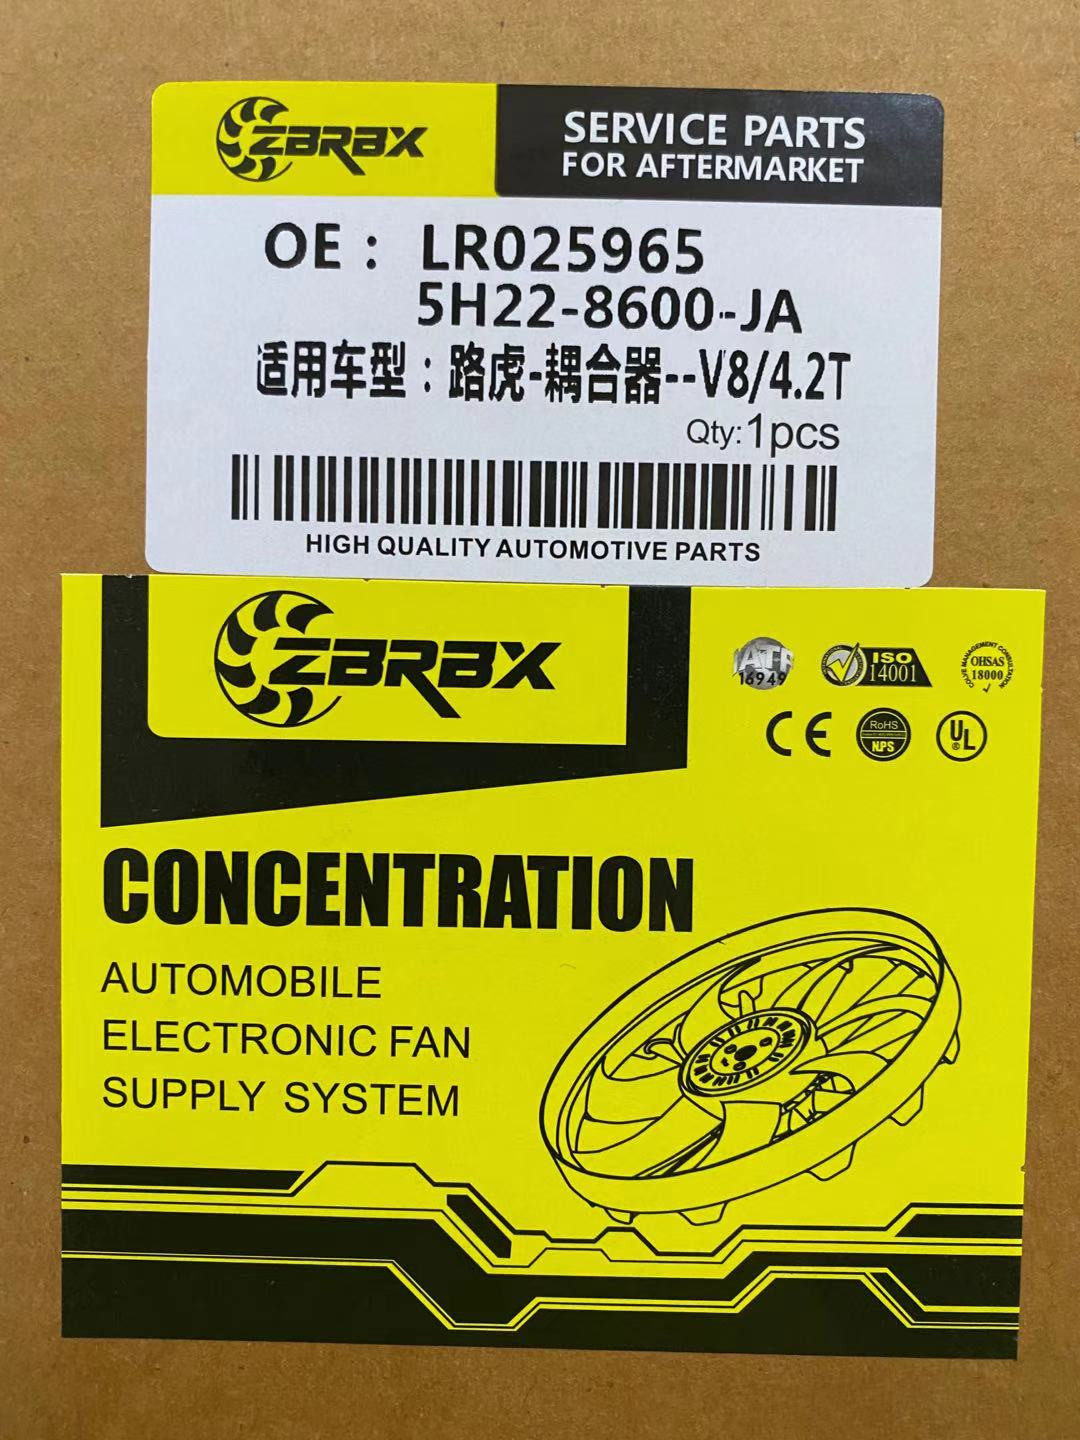 ZBRBX
SERVICE PARTS
FOR AFTERMARKET
OE： LR025965
5H22-8600-JA
适用车型：路虎-耦合器--V8/4.2T
Qty:1pcs
HIGH QUALITY AUTOMOTIVE PARTS
ZBRBX
IATF
16949
ISO
14001
OHSAS
18000
CE
RoHS
NPS
UL
®
CONCENTRATION
AUTOMOBILE
ELECTRONIC FAN
SUPPLY SYSTEM